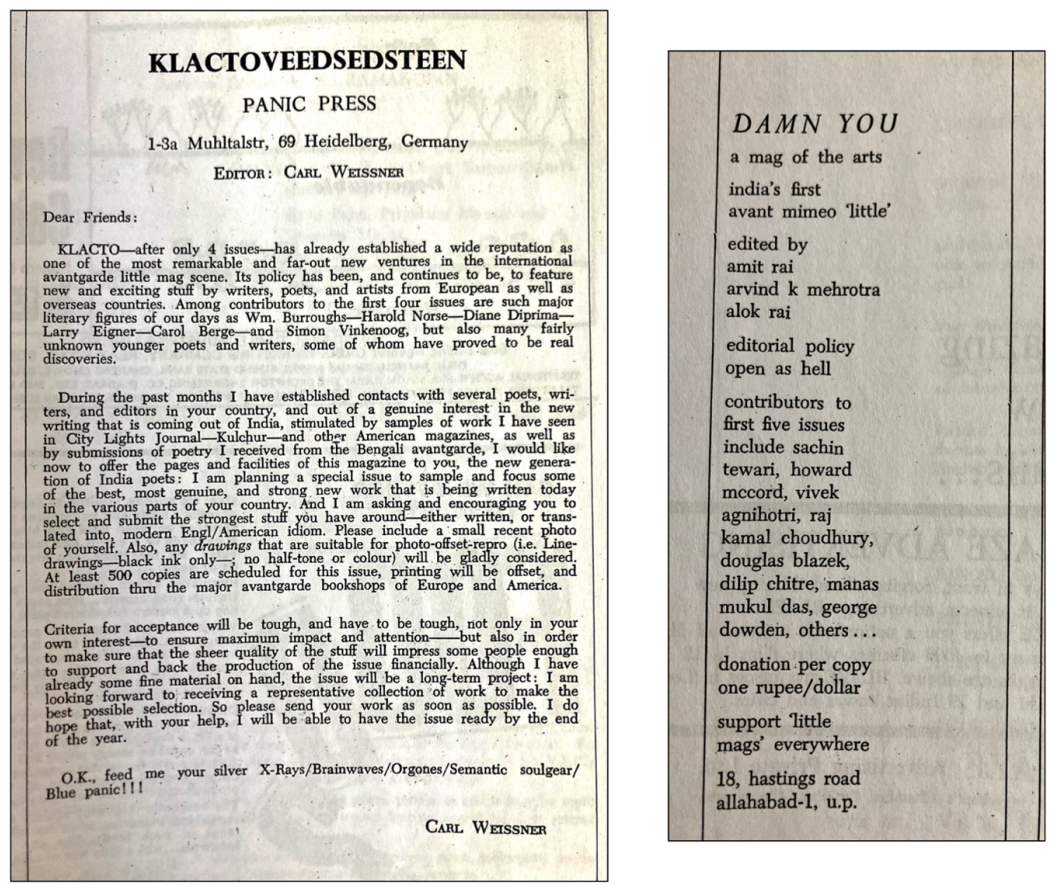 KLACTOVEEDSEDSTEEN
PANIC PRESS
1-3a Muhltalstr, 69 Heidelberg, Germany
EDITOR: CARL WEISSNER
Dear Friends:
KLACTO—after only 4 issues—has already established a wide reputation as
one of the most remarkable and far-out new ventures in the international
avantgarde little mag scene. Its policy has been, and continues to be, to feature
new and exciting stuff by writers, poets, and artists from European as well as
overseas countries. Among contributors to the first four issues are such major
literary figures of our days as Wm. Burroughs—Harold Norse—Diane Diprima—
Larry Eigner—Carol Berge—and Simon Vinkenoog, but also many fairly
unknown younger poets and writers, some of whom have proved to be real
discoveries.
During the past months I have established contacts with several poets, wri-
ters, and editors in your country, and out of a genuine interest in the new
writing that is coming out of India, stimulated by samples of work I have seen
in City Lights Journal—Kulchur—and other American magazines, as well as
by submissions of poetry I received from the Bengali avantgarde, I would like
now to offer the pages and facilities of this magazine to you, the new genera-
tion of India poets: I am planning a special issue to sample and focus some
of the best, most genuine, and strong new work that is being written today
in the various parts of your country. And I am asking and encouraging you to
select and submit the strongest stuff you have around—either written, or trans-
lated into, modern Engl/American idiom. Please include a small recent photo
of yourself. Also, any drawings that are suitable for photo-offset-repro (i.e. Line-
drawings—black ink only—; no half-tone or colour) will be gladly considered.
At least 500 copies are scheduled for this issue, printing will be offset, and
distribution thru the major avantgarde bookshops of Europe and America.
Criteria for acceptance will be tough, and have to be tough, not only in your
own interest—to ensure maximum impact and attention——but also in order
to make sure that the sheer quality of the stuff will impress some people enough
to support and back the production of the issue financially. Although I have
already some fine material on hand, the issue will be a long-term project: I am
looking forward to receiving a representative collection of work to make the
best possible selection. So please send your work as soon as possible. I do
hope that, with your help, I will be able to have the issue ready by the end
of the year.
O.K., feed me your silver X-Rays/Brainwaves/Orgones/Semantic soulgear/
Blue panic!!!
CARL WEISSNER
DAMN YOU
a mag of the arts
india's first
avant mimeo 'little'
edited by
amit rai
arvind k mehrotra
alok rai
editorial policy
open as hell
contributors to
first five issues
include sachin
tewari, howard
mccord, vivek
agnihotri, raj
kamal choudhury,
douglas blazek,
dilip chitre, manas
mukul das, george
dowden, others...
donation per copy
one rupee/dollar
support 'little
mags' everywhere
18, hastings road
allahabad-1, u.p.